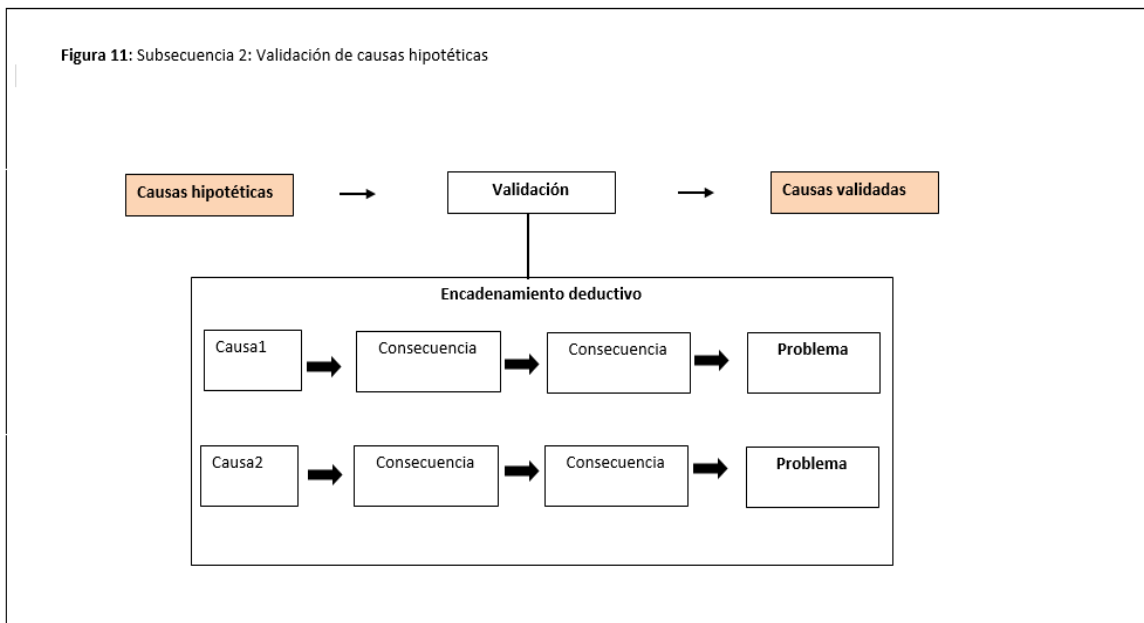 Figura 11: Subsecuencia 2: Validación de causas hipotéticas
Causas hipotéticas
Validación
Causas validadas
Encadenamiento deductivo
Causa1
Consecuencia
Consecuencia
Problema
Causa2
Consecuencia
Consecuencia
Problema